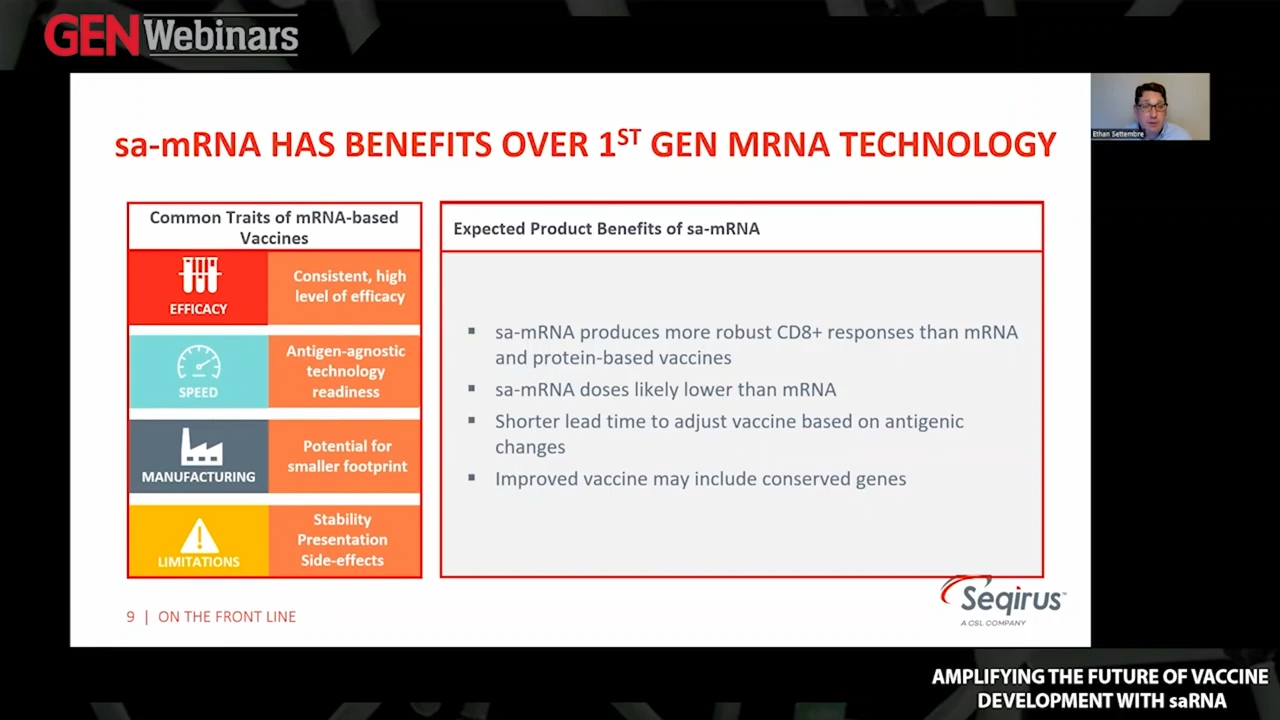 GEN Webinars
sa-mRNA HAS BENEFITS OVER 1ST GEN MRNA TECHNOLOGY
Ethan Settembre
Common Traits of mRNA-based
Vaccines
EFFICACY
Consistent, high
level of efficacy
SPEED
Antigen-agnostic
technology
readiness
MANUFACTURING
Potential for
smaller footprint
LIMITATIONS
Stability
Presentation
Side-effects
Expected Product Benefits of sa-mRNA
▪ sa-mRNA produces more robust CD8+ responses than mRNA
and protein-based vaccines
▪ sa-mRNA doses likely lower than mRNA
▪ Shorter lead time to adjust vaccine based on antigenic
changes
▪ Improved vaccine may include conserved genes
9 | ON THE FRONT LINE
Seqirus™
A CSL COMPANY
AMPLIFYING THE FUTURE OF VACCINE
DEVELOPMENT WITH saRNA